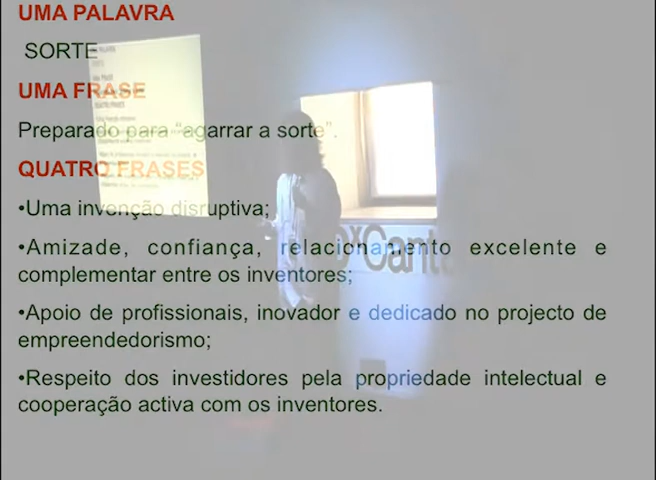 UMA PALAVRA
SORTE
UMA FRASE
Preparado para “agarrar a sorte”.
QUATRO FRASES
•Uma invenção disruptiva;
•Amizade, confiança, relacionamento excelente e
complementar entre os inventores;
•Apoio de profissionais, inovador e dedicado no projecto de
empreendedorismo;
•Respeito dos investidores pela propriedade intelectual e
cooperação activa com os inventores.